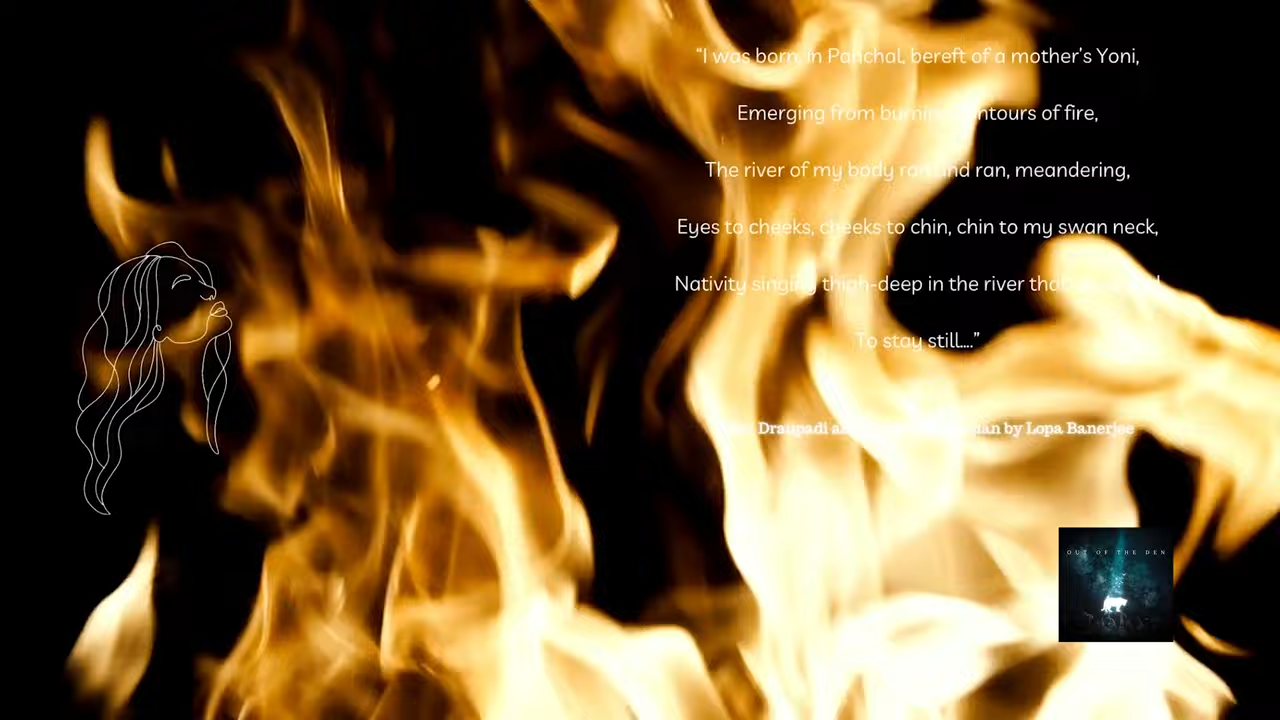 “I was born, in Panchal, bereft of a mother’s Yoni,
Emerging from burning contours of fire,
The river of my body ran and ran, meandering,
Eyes to cheeks, cheeks to chin, chin to my swan neck,
Nativity singing thigh-deep in the river that
To stay still....”
Draupadi by Lopa Banerjee
OUT OF THE DEN